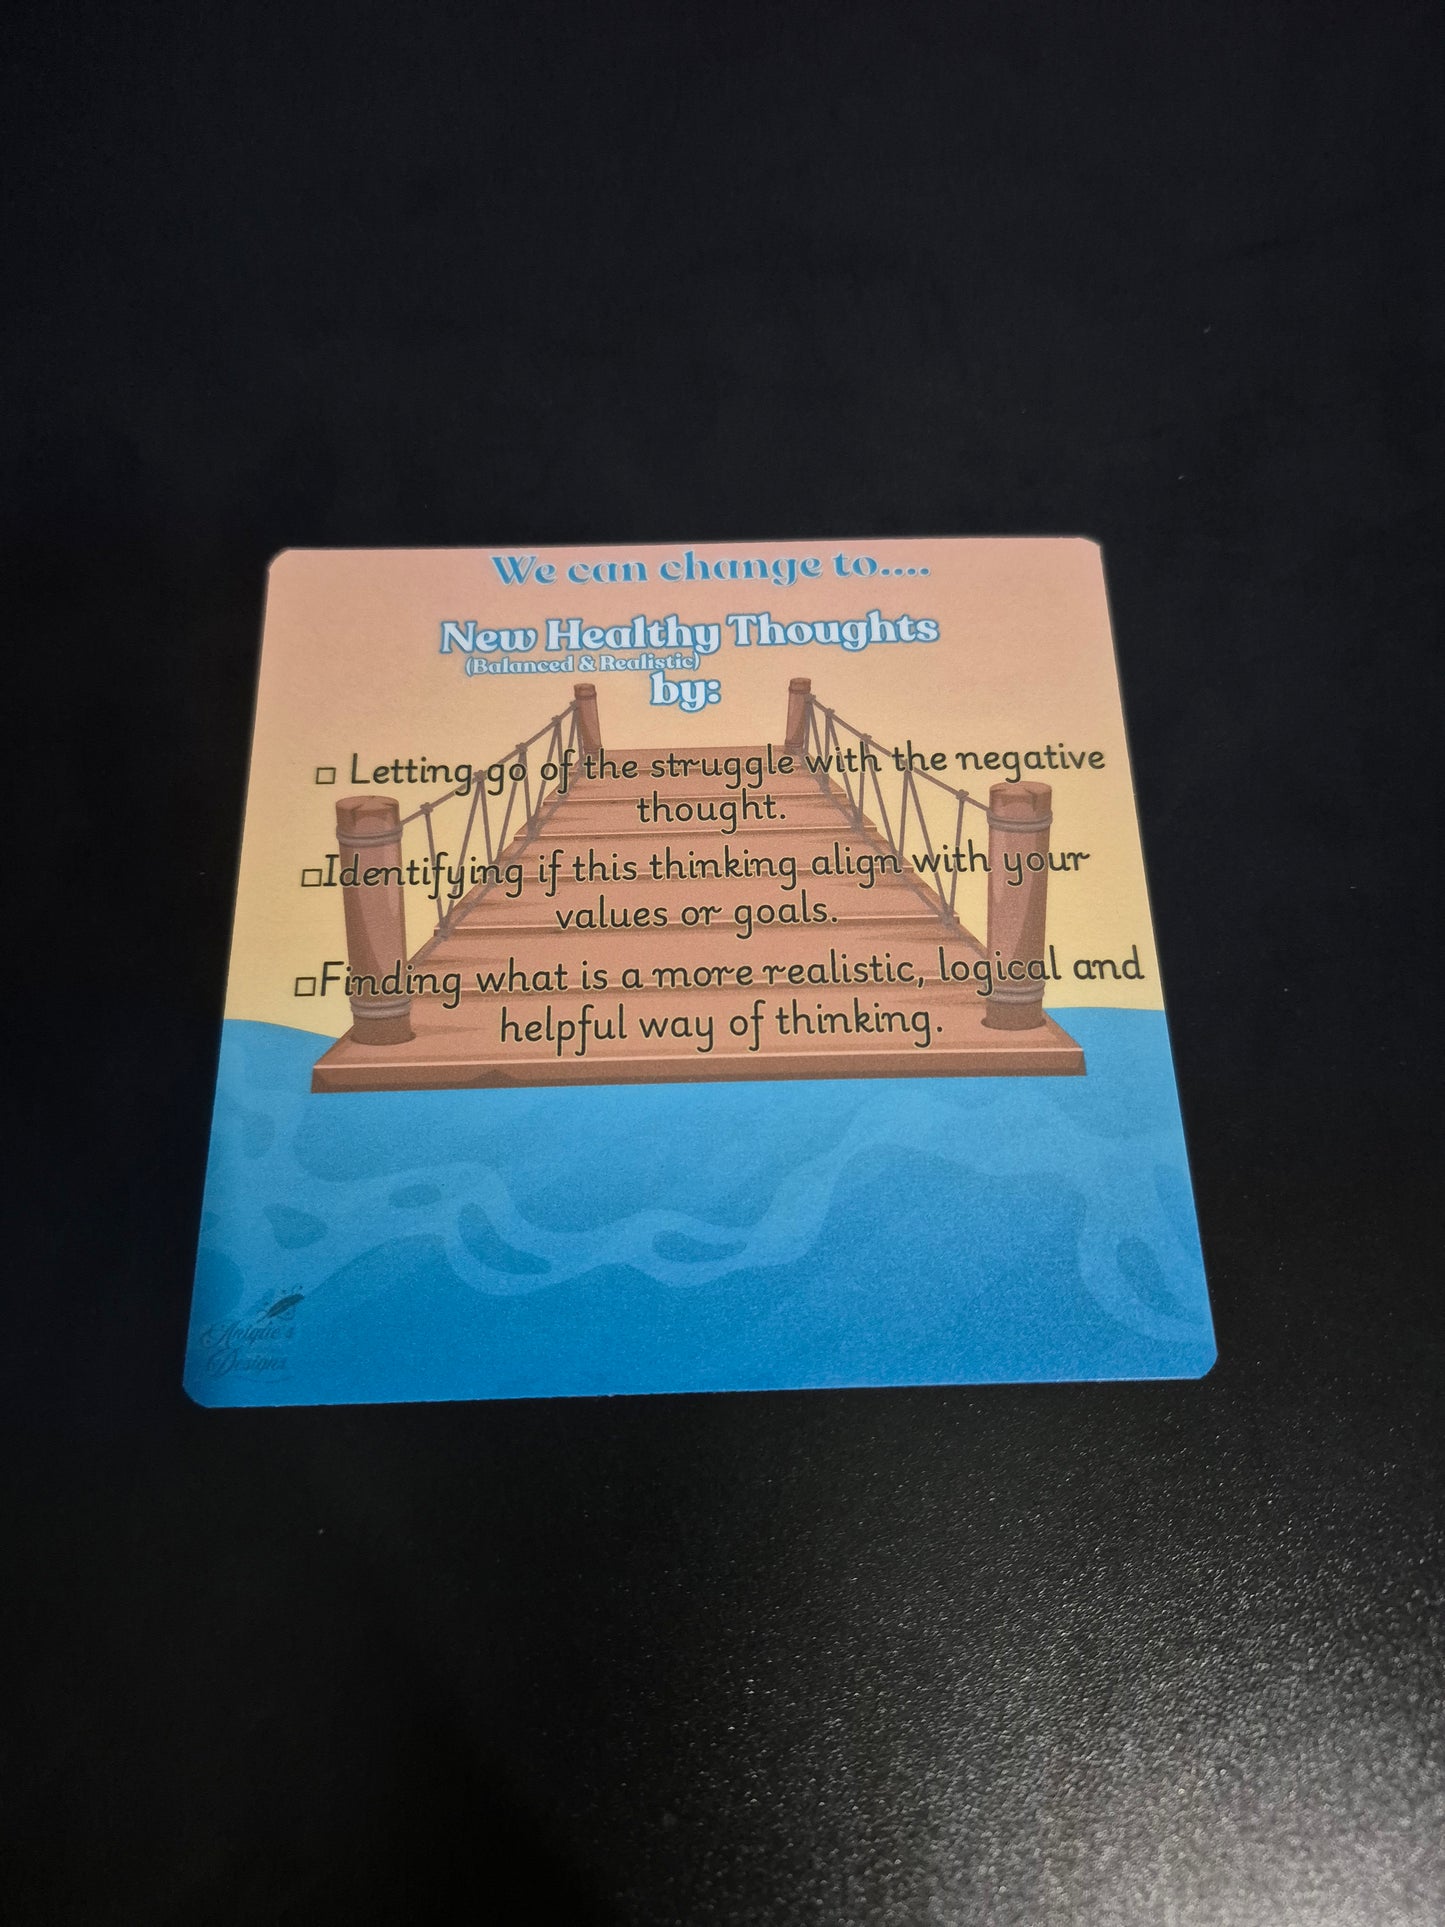 We can change to....
New Healthy Thoughts
(Balanced & Realistic)
by:
□ Letting go of the struggle with the negative
thought.
□Identifying if this thinking align with your
values or goals.
□Finding what is a more realistic, logical and
helpful way of thinking.
Designs